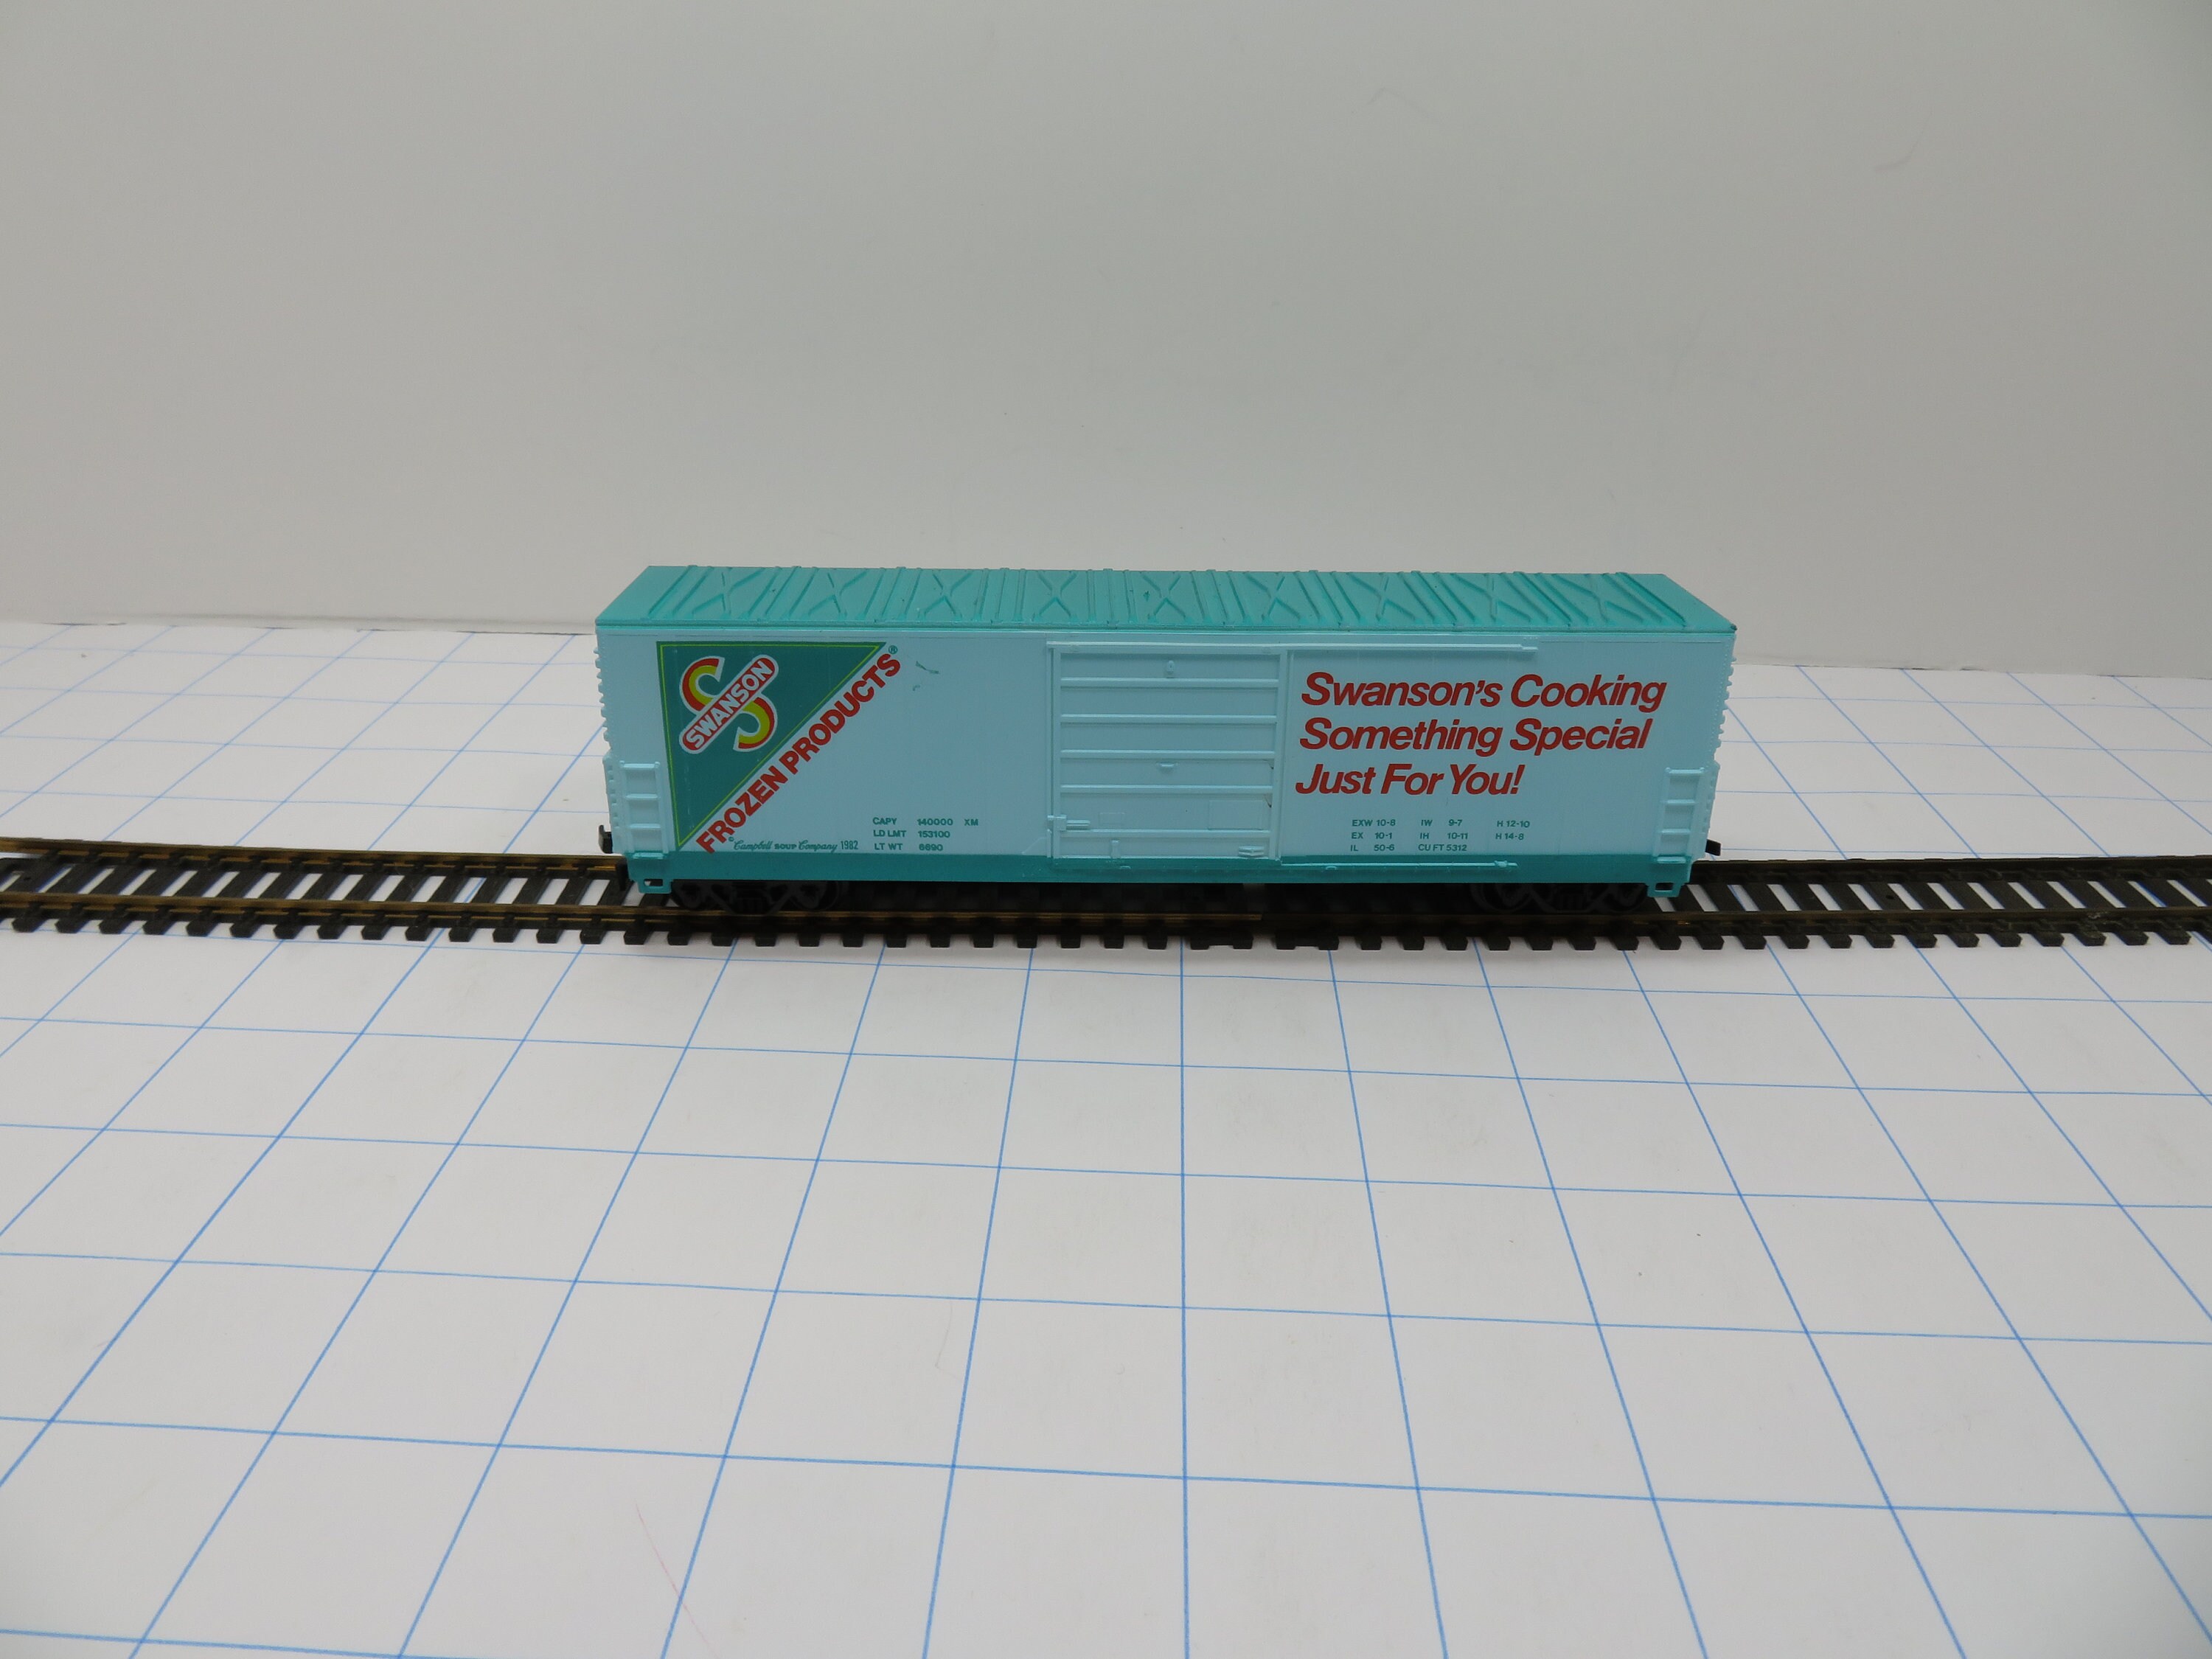 SWANSON
FROZEN PRODUCTS®
© Campbell SOUP Company 1982
CAPY 140000 XM
LD LMT 153100
LT WT 6690
Swanson's Cooking
Something Special
Just For You!
EXW 10-8 IW 9-7 H 12-10
EX 10-1 IH 10-11 H 14-8
IL 50-6 CU FT 5312